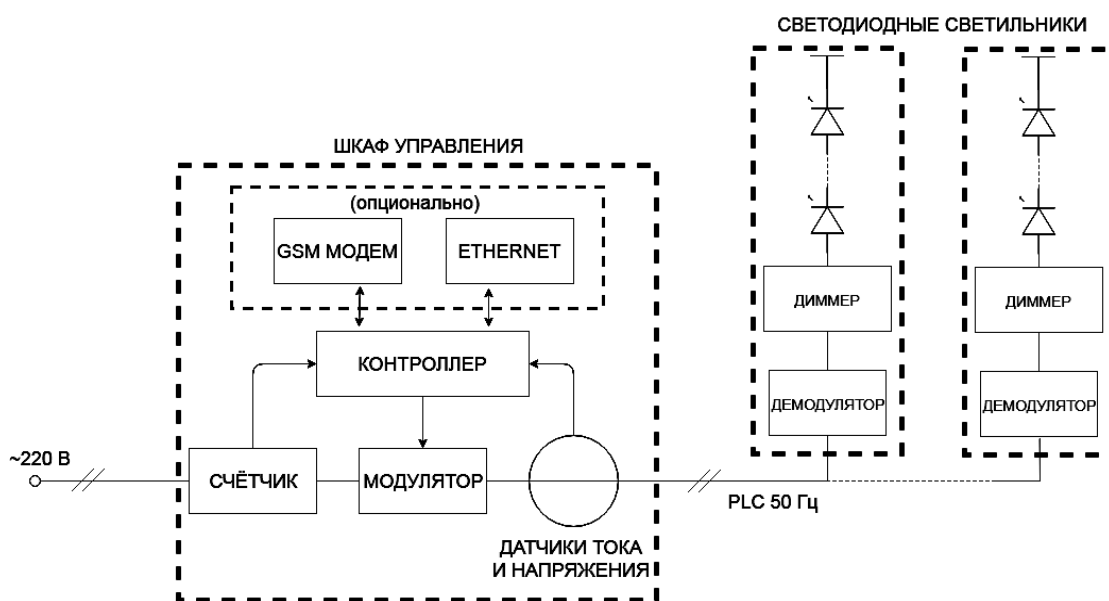 СВЕТОДИОДНЫЕ СВЕТИЛЬНИКИ
ШКАФ УПРАВЛЕНИЯ
(опционально)
GSM МОДЕМ
ETHERNET
КОНТРОЛЛЕР
~220 В
СЧЁТЧИК
МОДУЛЯТОР
ДАТЧИКИ ТОКА
И НАПРЯЖЕНИЯ
PLC 50 Гц
ДИММЕР
ДЕМОДУЛЯТОР
ДИММЕР
ДЕМОДУЛЯТОР